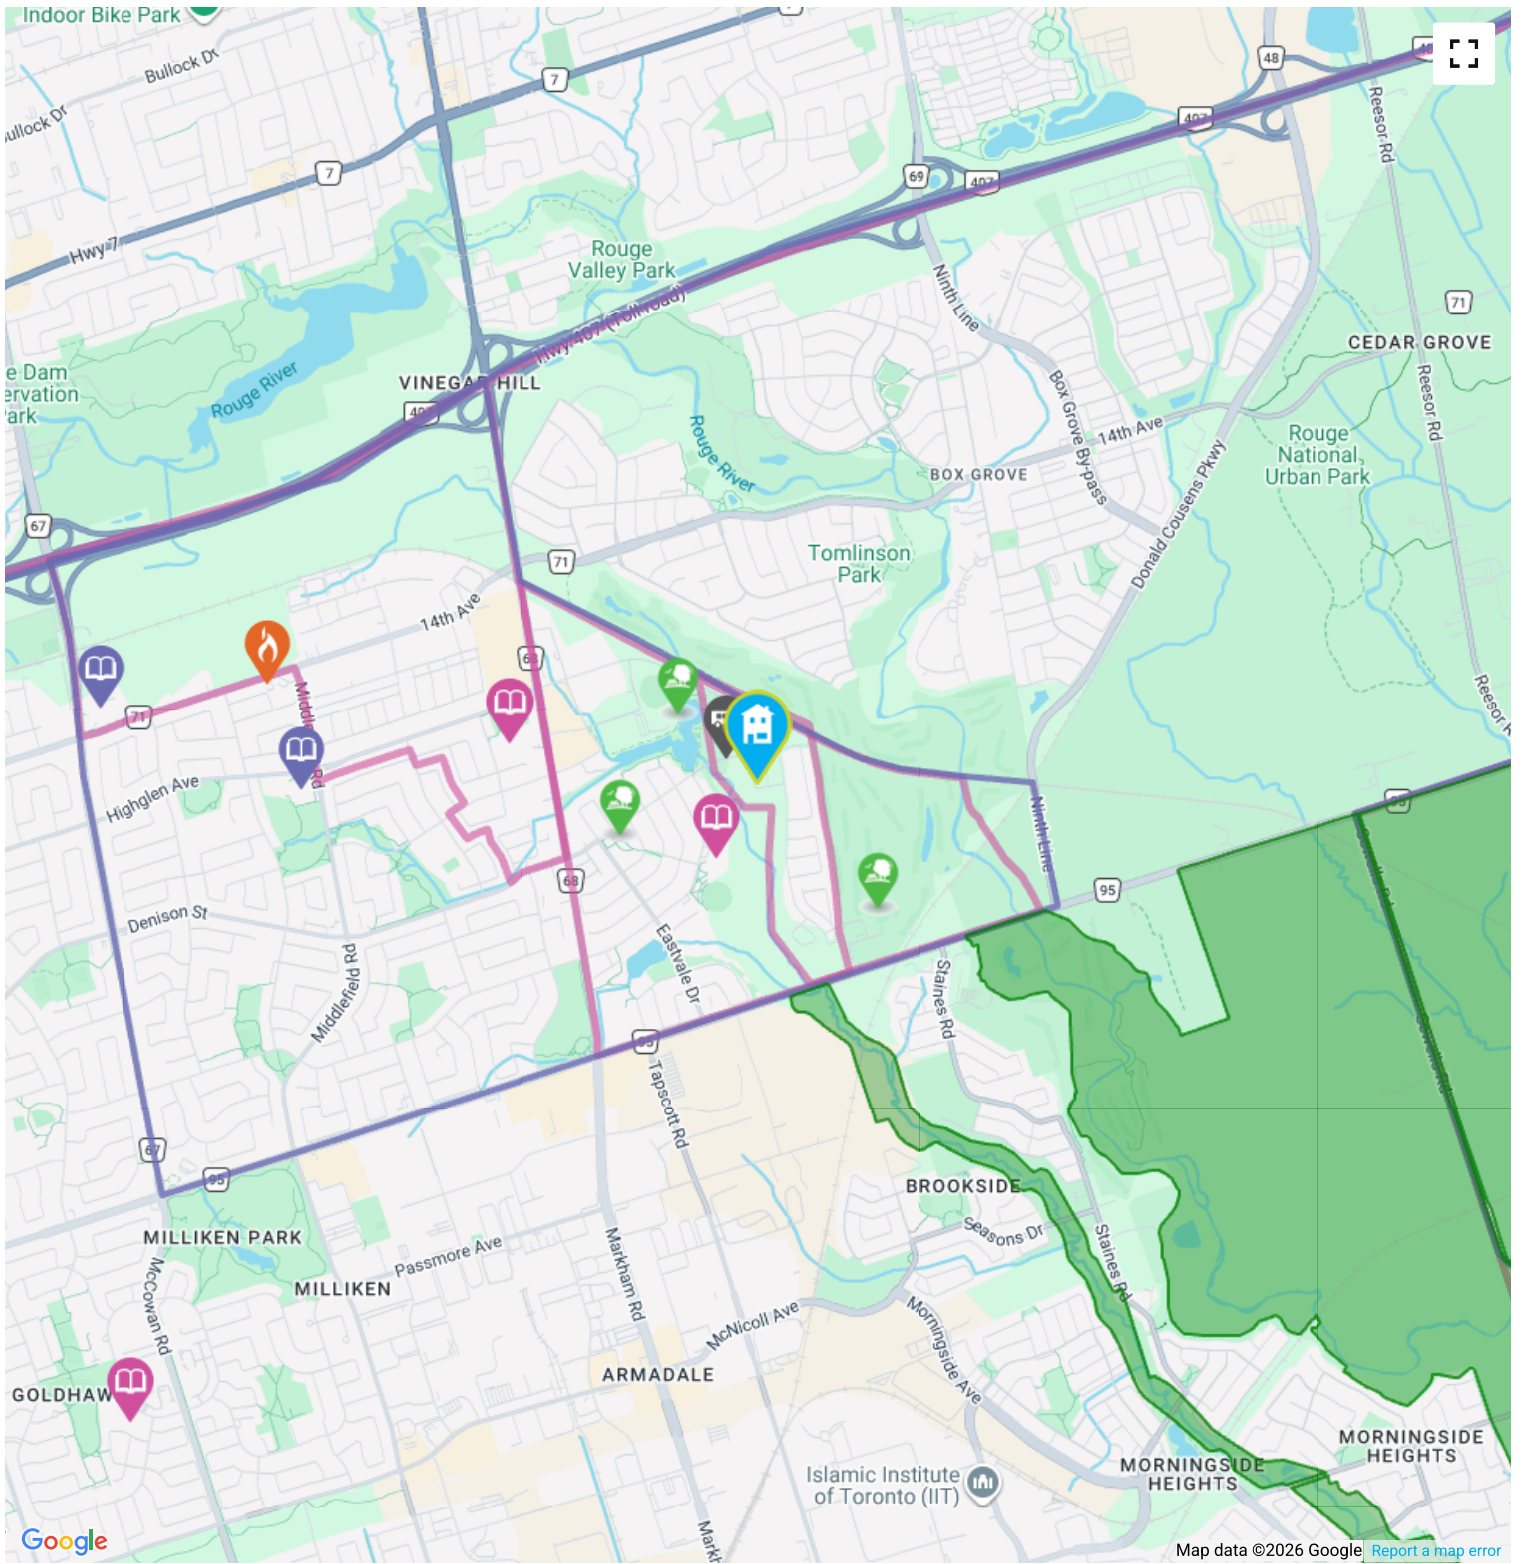 Indoor Bike Park
Bullock Dr
7
48
7
Reesor Rd
407
69
407
7
Hwy 7
Rouge
Valley Park
Ninth Line
71
Hwy 407 (Toll road)
CEDAR GROVE
VINEGAR HILL
Rouge River
Box Grove By-pass
Reesor Rd
14th Ave
Rouge
National
Urban Park
Rouge River
BOX GROVE
67
Donald Cousens Pkwy
71
Tomlinson
Park
14th Ave
68
71
Highglen Ave
Ninth Line
68
95
Denison St
Eastvale Dr
Middlefield Rd
Staines Rd
95
Tapscott Rd
67
95
BROOKSIDE
Seasons Dr
MILLIKEN PARK
Passmore Ave
Staines Rd
MILLIKEN
McCowan Rd
Markham Rd
McNicoll Ave
Morningside Ave
ARMADALE
MORNINGSIDE
HEIGHTS
MORNINGSIDE
HEIGHTS
Islamic Institute
of Toronto (IIT)
Google
Map data ©2026 Google
Report a map error